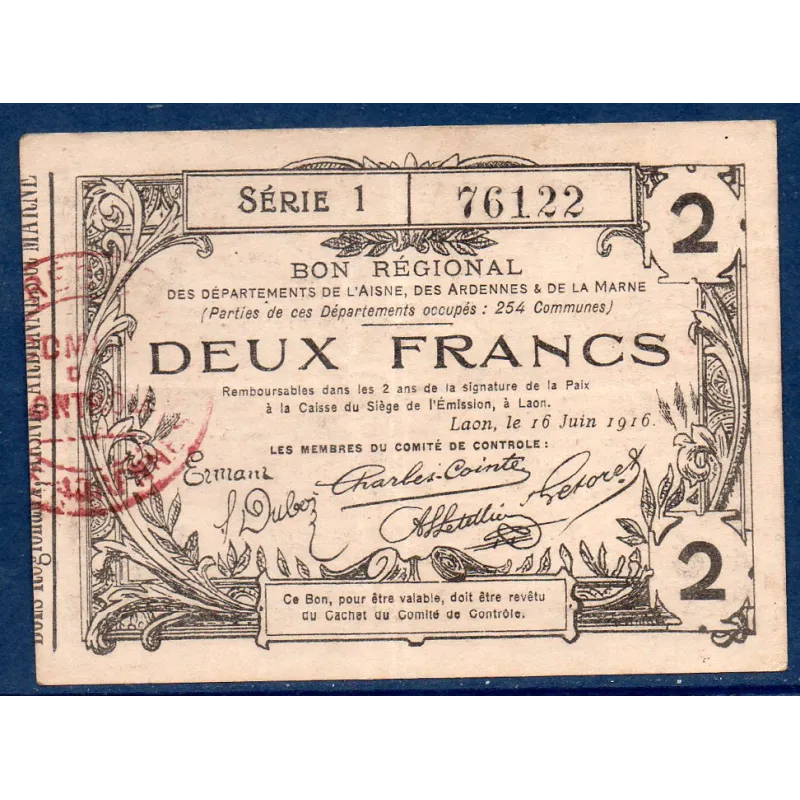 SÉRIE 1 76122
2
BON RÉGIONAL
DES DÉPARTEMENTS DE L'AISNE, DES ARDENNES & DE LA MARNE
(Parties de ces Départements occupés : 254 Communes)
DEUX FRANCS
Remboursables dans les 2 ans de la signature de la Paix
à la Caisse du Siège de l'Émission, à Laon.
Laon, le 16 Juin 1916.
LES MEMBRES DU COMITÉ DE CONTROLE :
Ermant
Charles-Cointe
2
Ce Bon, pour être valable, doit être revêtu
du Cachet du Comité de Contrôle.
MARNE